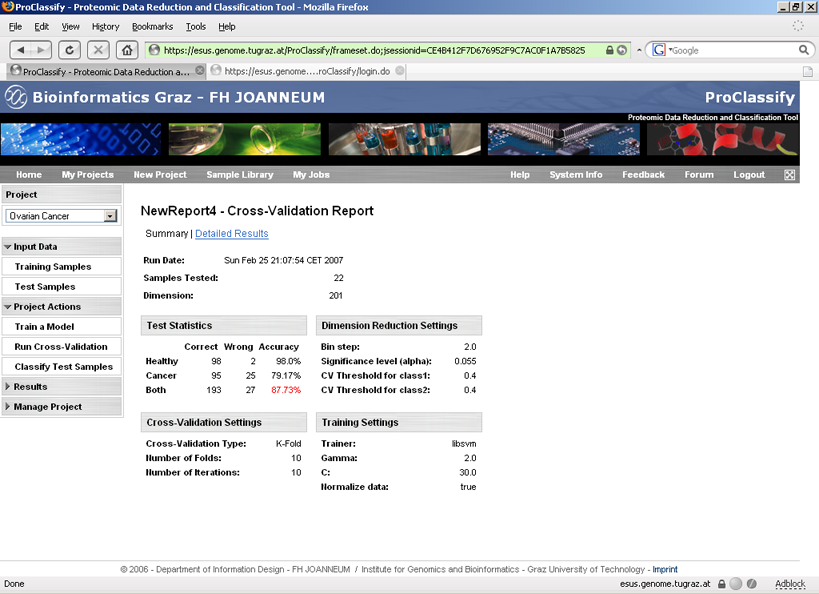 ProClassify - Proteomic Data Reduction and Classification Tool - Mozilla Firefox
File Edit View History Bookmarks Tools Help
https://esus.genome.tugraz.at/ProClassify/frameset.do;jsessionid=CE4B412F7D676952F9C7AC0F1A7B5825 Google
ProClassify - Proteomic Data Reduction a... https://esus.genome....roClassify/login.do
Bioinformatics Graz - FH JOANNEUM ProClassify
Proteomic Data Reduction and Classification Tool
Home My Projects New Project Sample Library My Jobs Help System Info Feedback Forum Logout
Project
Ovarian Cancer
Input Data
Training Samples
Test Samples
Project Actions
Train a Model
Run Cross-Validation
Classify Test Samples
Results
Manage Project
NewReport4 - Cross-Validation Report
Summary | Detailed Results
Run Date: Sun Feb 25 21:07:54 CET 2007
Samples Tested: 22
Dimension: 201
Test Statistics
Correct Wrong Accuracy
Healthy 98 2 98.0%
Cancer 95 25 79.17%
Both 193 27 87.73%
Dimension Reduction Settings
Bin step: 2.0
Significance level (alpha): 0.055
CV Threshold for class1: 0.4
CV Threshold for class2: 0.4
Cross-Validation Settings
Cross-Validation Type: K-Fold
Number of Folds: 10
Number of Iterations: 10
Training Settings
Trainer: libsvm
Gamma: 2.0
C: 30.0
Normalize data: true
© 2006 - Department of Information Design - FH JOANNEUM / Institute for Genomics and Bioinformatics - Graz University of Technology - Imprint
Done esus.genome.tugraz.at Adblock